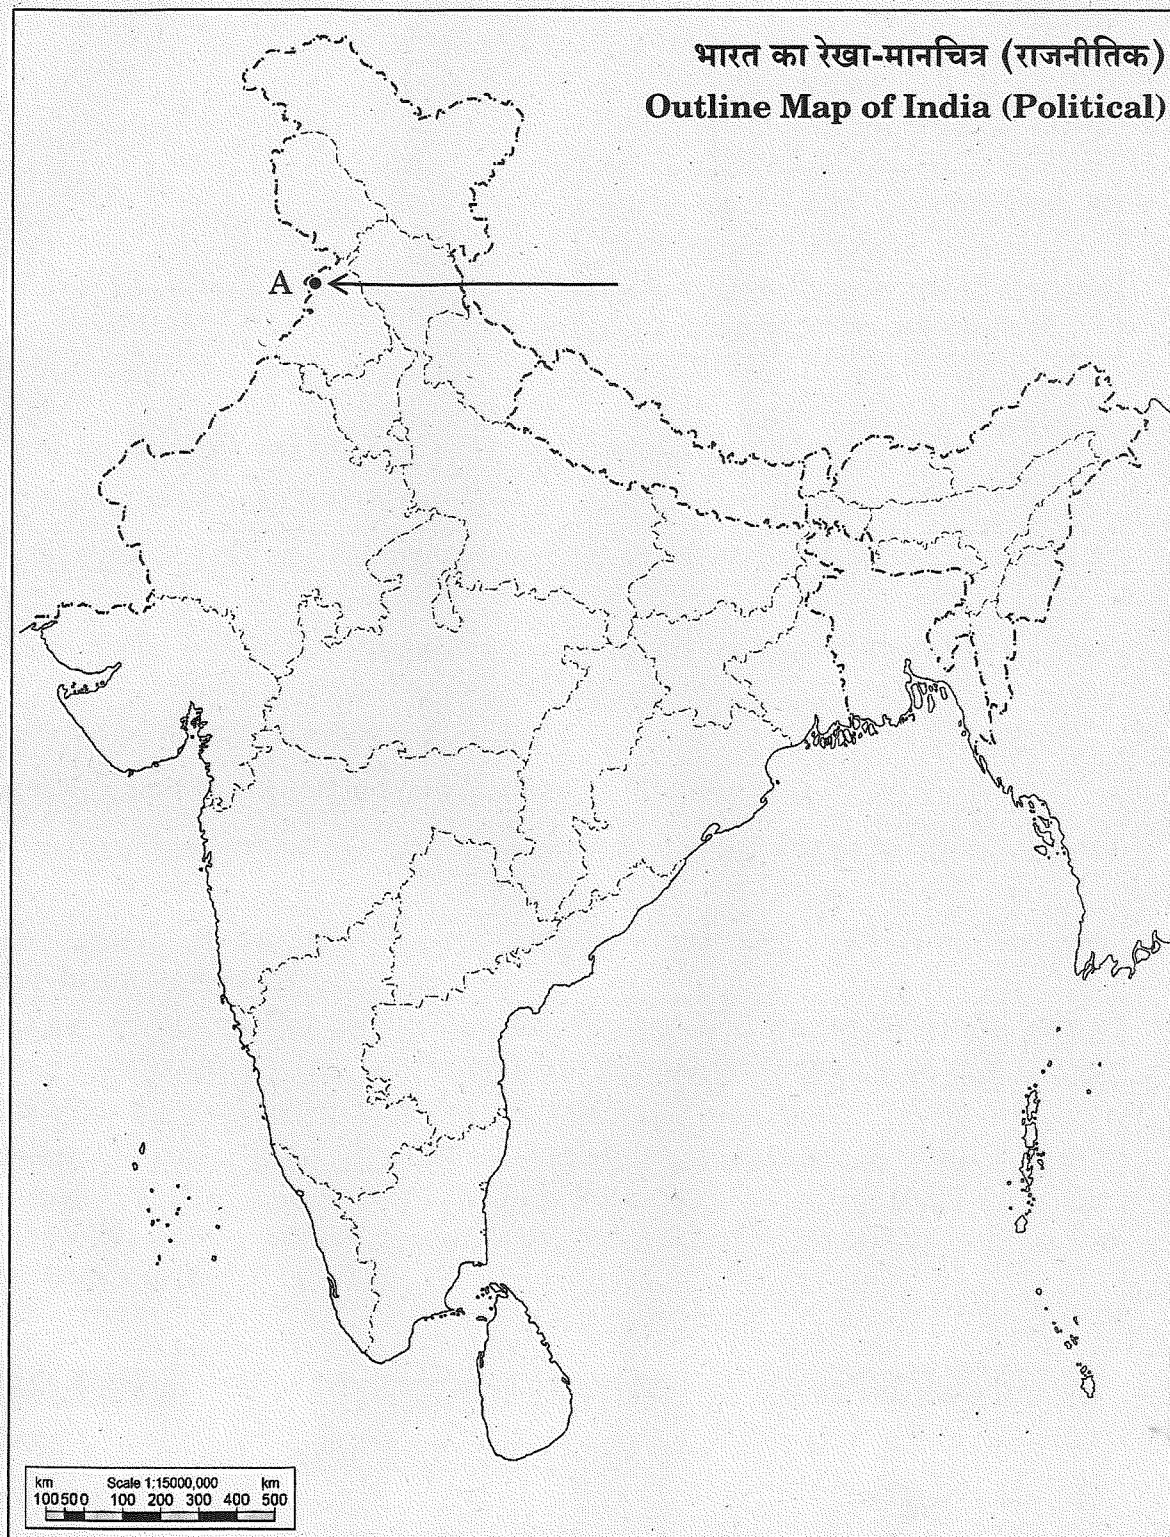 भारत का रेखा-मानचित्र (राजनीतिक)
Outline Map of India (Political)
A
km Scale 1:15000,000 km
100 50 0 100 200 300 400 500